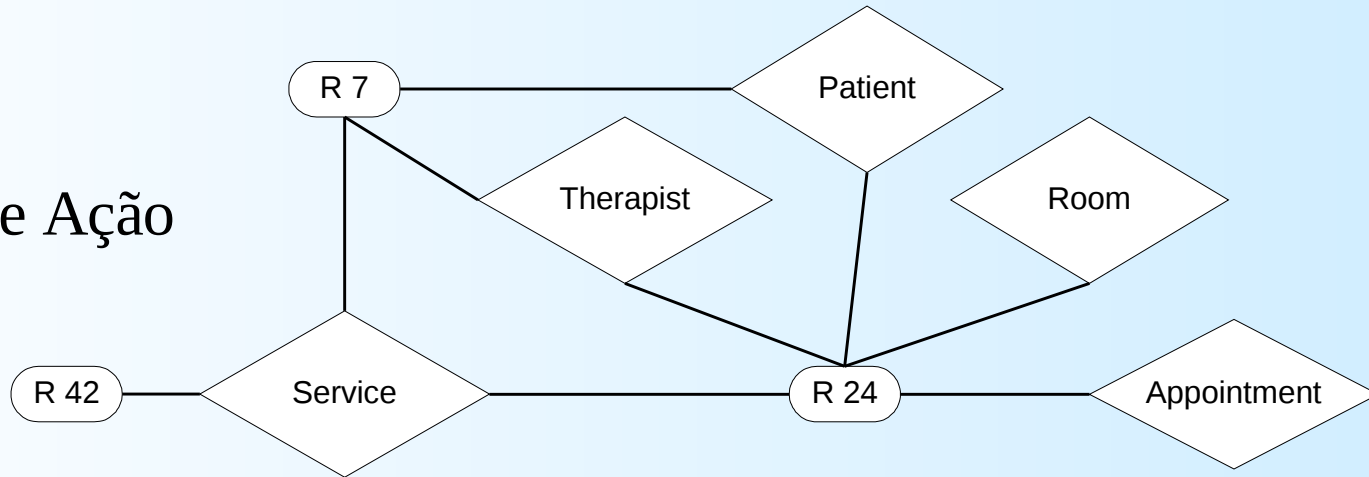 R 7
Patient
Therapist
Room
e Ação
R 42
Service
R 24
Appointment